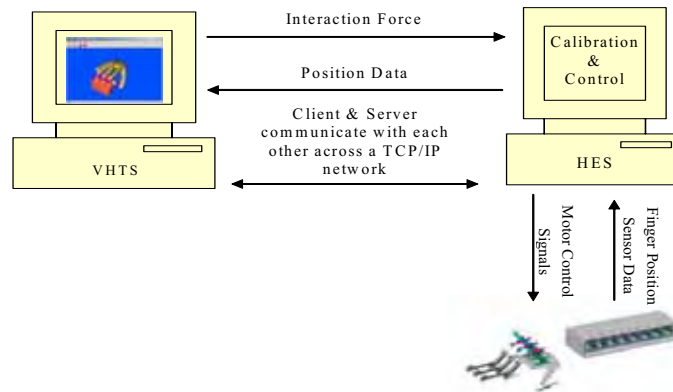 Interaction Force
Position Data
Client & Server
communicate with each
other across a TCP/IP
network
VHTS
Calibration
&
Control
HES
Motor Control
Signals
Finger Position
Sensor Data